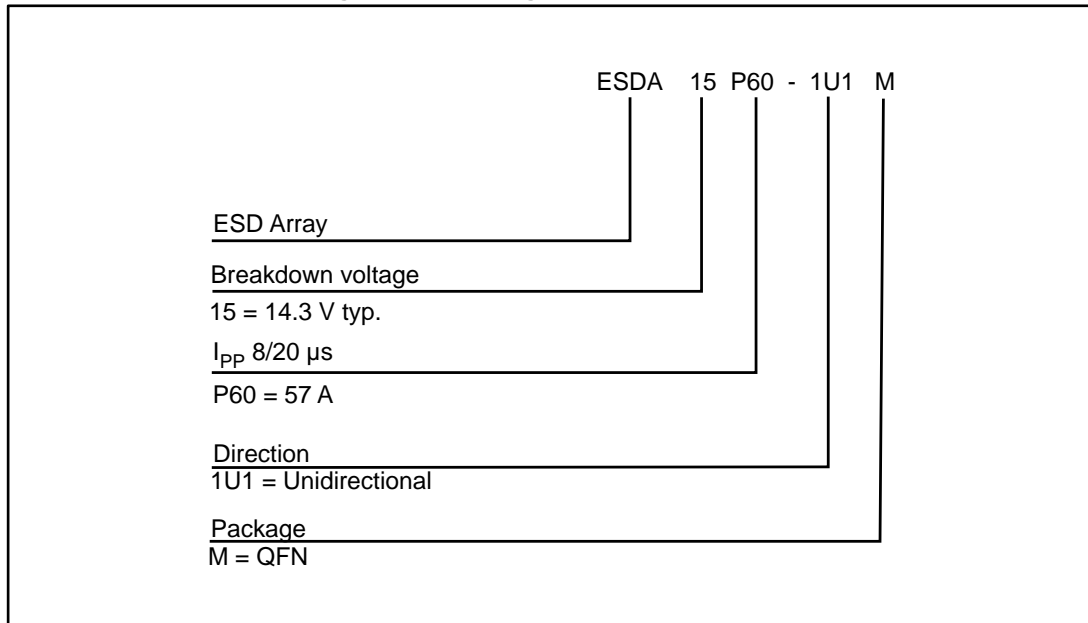 ESDA 15 P60 - 1U1 M
ESD Array
Breakdown voltage
15 = 14.3 V typ.
IPP 8/20 µs
P60 = 57 A
Direction
1U1 = Unidirectional
Package
M = QFN